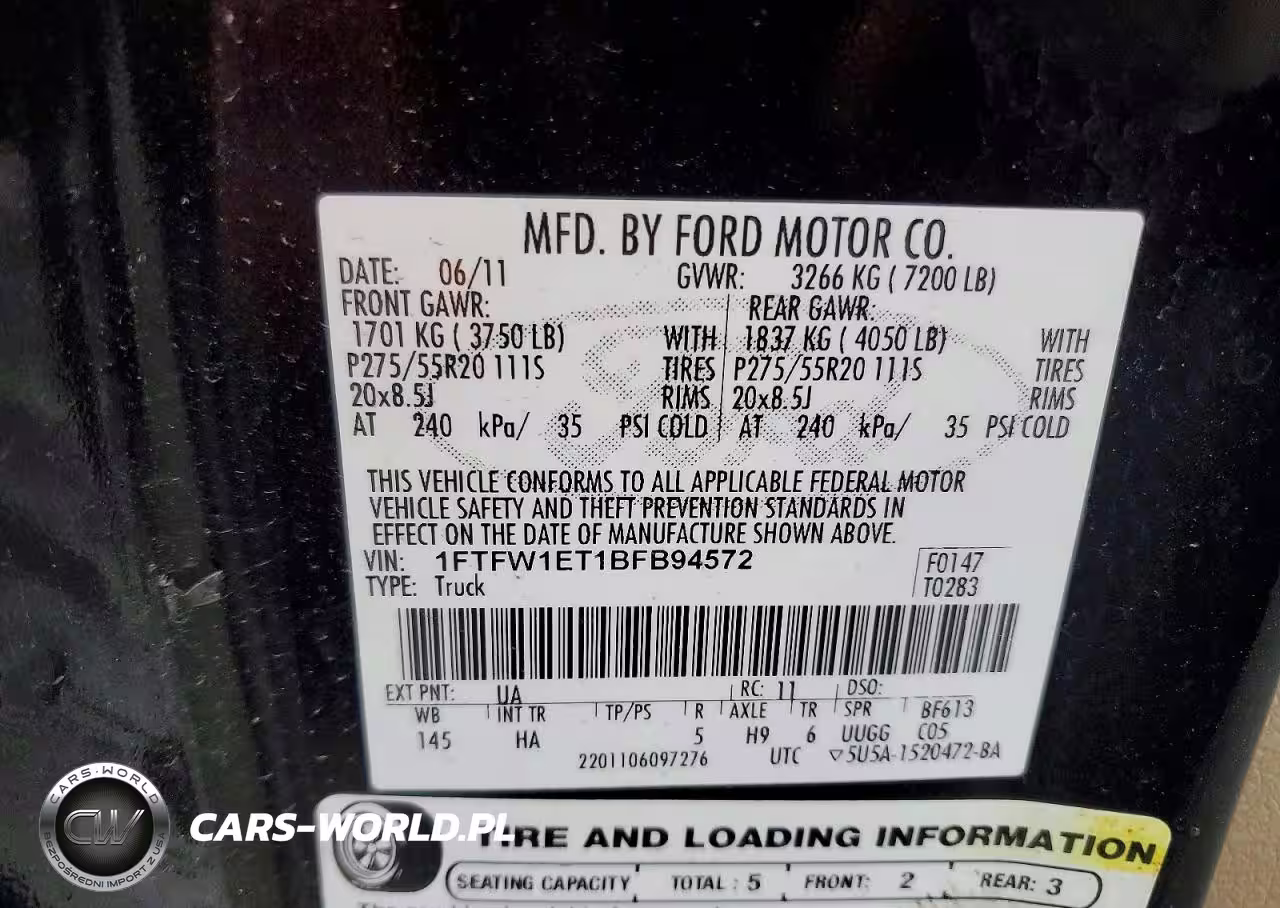 MFD. BY FORD MOTOR CO.
DATE: 06/11 GVWR: 3266 KG ( 7200 LB)
FRONT GAWR: REAR GAWR:
1701 KG ( 3750 LB) WITH 1837 KG ( 4050 LB) WITH
P275/55R20 111S TIRES P275/55R20 111S TIRES
20x8.5J RIMS 20x8.5J RIMS
AT 240 kPa/ 35 PSI COLD AT 240 kPa/ 35 PSI COLD
THIS VEHICLE CONFORMS TO ALL APPLICABLE FEDERAL MOTOR
VEHICLE SAFETY AND THEFT PREVENTION STANDARDS IN
EFFECT ON THE DATE OF MANUFACTURE SHOWN ABOVE.
VIN: 1FTFW1ET1BFB94572 F0147
TYPE: Truck T0283
EXT PNT: UA RC: 11 DSO:
WB INT TR TP/PS R AXLE TR SPR BF613
145 HA 5 H9 6 UUGG C05
2201106097276 UTC ▽5U5A-1520472-BA
CARS-WORLD
CW
BEZPOŚREDNI IMPORT Z USA
CARS-WORLD.PL
TIRE AND LOADING INFORMATION
SEATING CAPACITY TOTAL : 5 FRONT: 2 REAR: 3